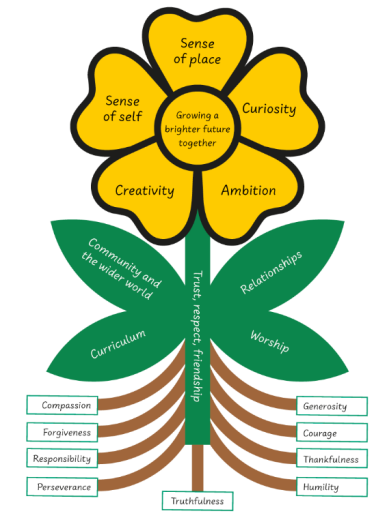 Sense
of place
Sense
of self
Curiosity
Growing a
brighter future
together
Creativity
Ambition
Community and
the wider world
Relationships
Trust, respect, friendship
Curriculum
Worship
Compassion
Generosity
Forgiveness
Courage
Responsibility
Thankfulness
Perseverance
Humility
Truthfulness